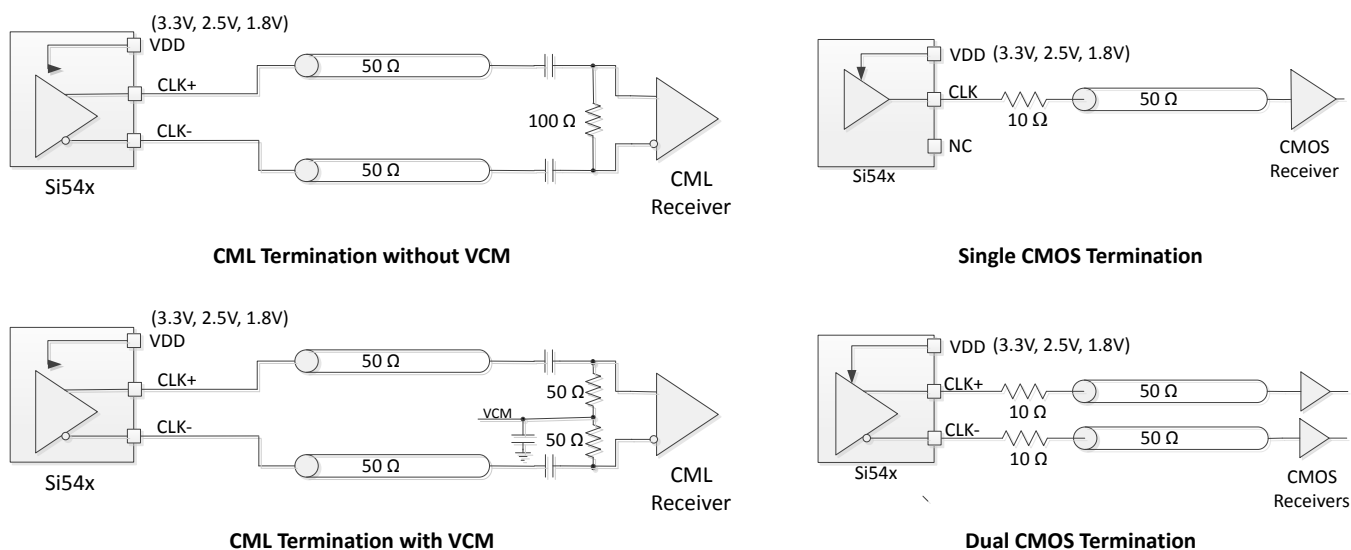 (3.3V, 2.5V, 1.8V)
VDD
CLK+
CLK-
50 Ω
50 Ω
100 Ω
Si54x
CML
Receiver
CML Termination without VCM
VDD (3.3V, 2.5V, 1.8V)
CLK
10 Ω
50 Ω
NC
Si54x
CMOS
Receiver
Single CMOS Termination
(3.3V, 2.5V, 1.8V)
VDD
CLK+
CLK-
50 Ω
50 Ω
VCM
50 Ω
50 Ω
Si54x
CML
Receiver
CML Termination with VCM
VDD (3.3V, 2.5V, 1.8V)
CLK+
10 Ω
50 Ω
CLK-
10 Ω
50 Ω
Si54x
CMOS
Receivers
Dual CMOS Termination